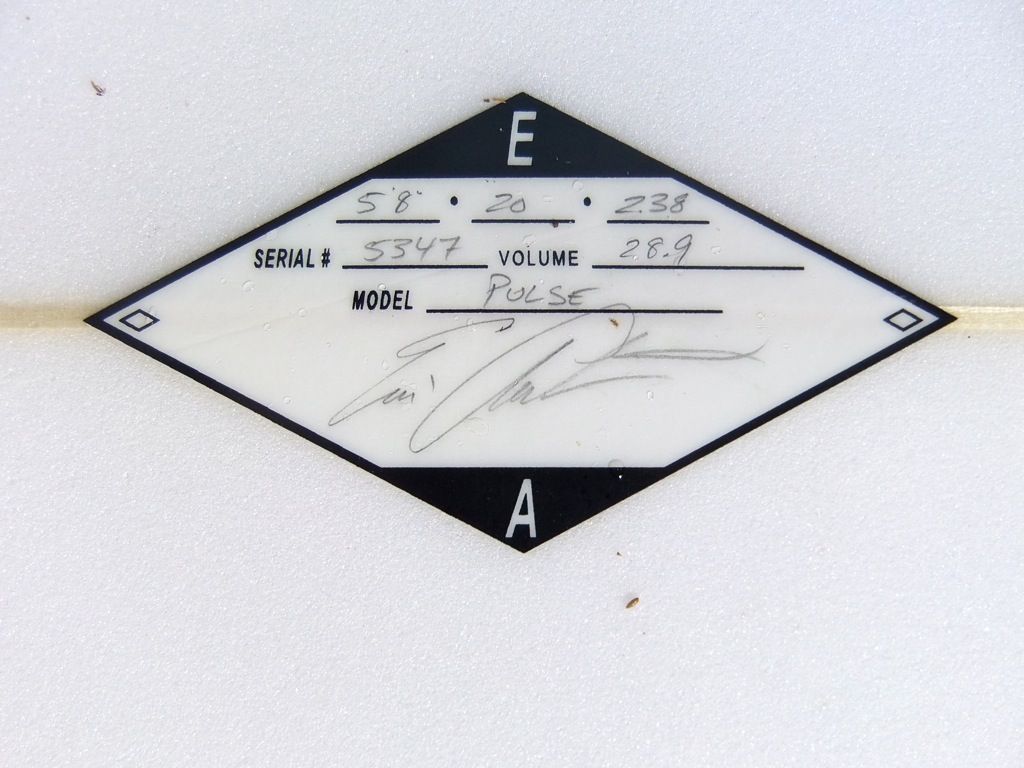 E
5'8" • 20 • 2.38
SERIAL # 5347 VOLUME 28.9
MODEL PULSE
A